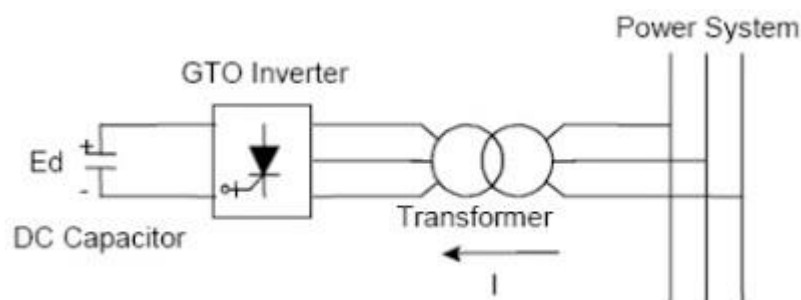 Power System
GTO Inverter
Ed
+
-
DC Capacitor
Transformer
I